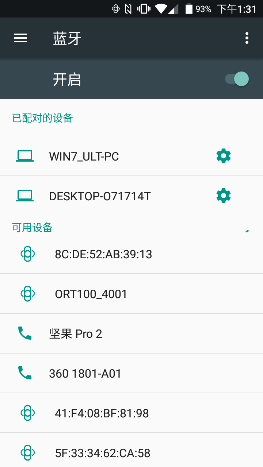 93% 下午1:31
蓝牙
开启
已配对的设备
WIN7_ULT-PC
DESKTOP-O71714T
可用设备
8C:DE:52:AB:39:13
ORT100_4001
坚果 Pro 2
360 1801-A01
41:F4:08:BF:81:98
5F:33:34:62:CA:58